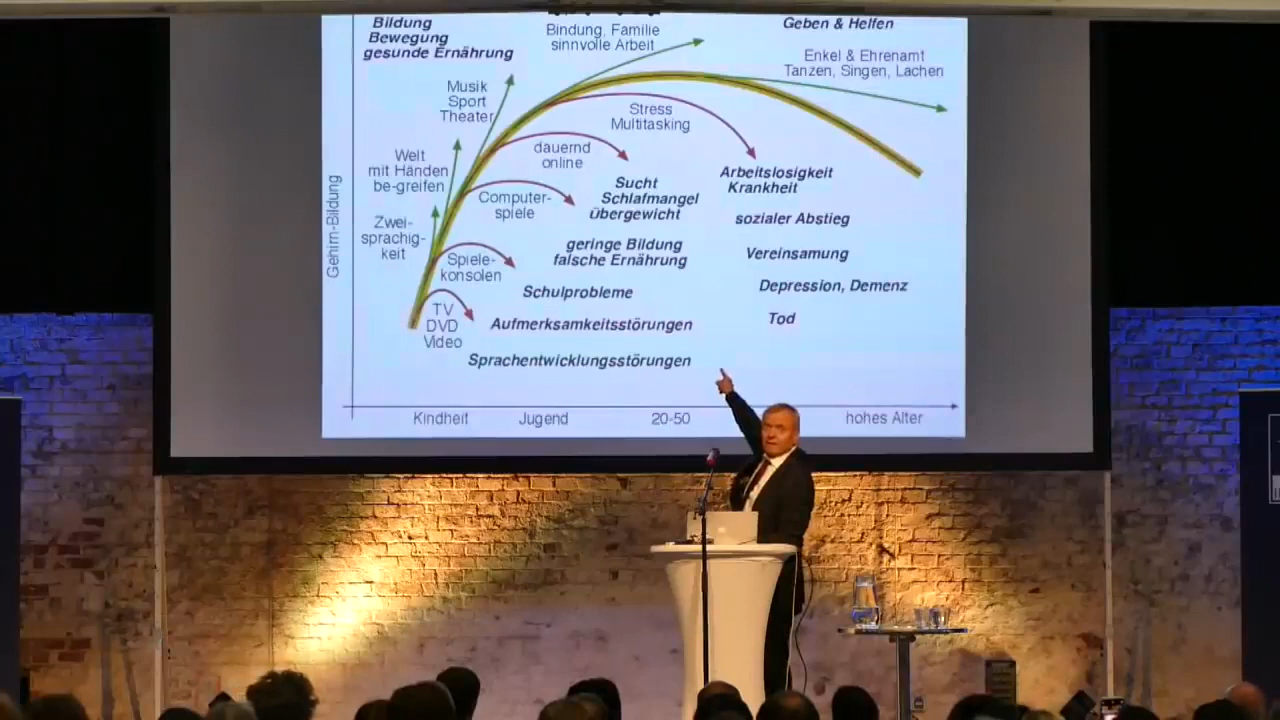 Bildung
Bewegung
gesunde Ernährung
Bindung, Familie
sinnvolle Arbeit
Geben & Helfen
Enkel & Ehrenamt
Tanzen, Singen, Lachen
Musik
Sport
Theater
Stress
Multitasking
Welt
mit Händen
be-greifen
dauernd
online
Arbeitslosigkeit
Krankheit
Sucht
Schlafmangel
Übergewicht
Computer-
spiele
sozialer Abstieg
Zwei-
sprachig-
keit
geringe Bildung
falsche Ernährung
Vereinsamung
Spiele-
konsolen
Schulprobleme
Depression, Demenz
TV
DVD
Video
Aufmerksamkeitsstörungen
Tod
Sprachentwicklungsstörungen
Gehirn-Bildung
Kindheit
Jugend
20-50
hohes Alter